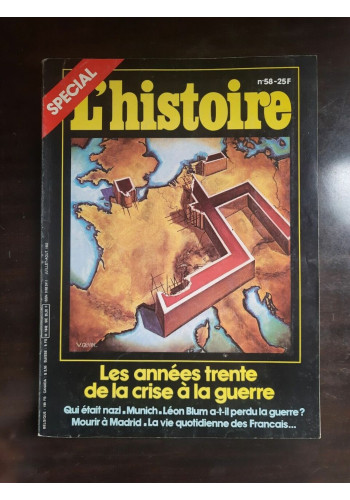 SPECIAL
n°58-25F
L'histoire
Les années trente
de la crise à la guerre
Qui était nazi. Munich. Léon Blum a-t-il perdu la guerre?
Mourir à Madrid. La vie quotidienne des Francais...